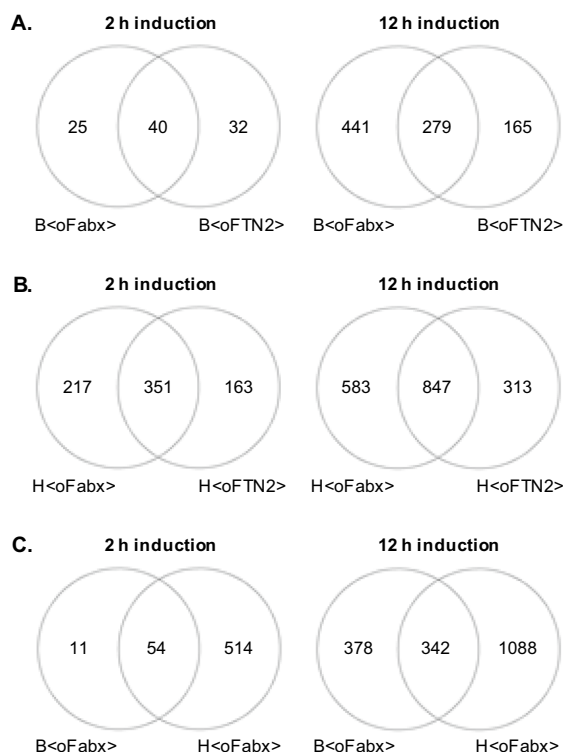 A.
2 h induction 12 h induction
25 40 32 441 279 165
B<oFabx> B<oFTN2> B<oFabx> B<oFTN2>
B.
2 h induction 12 h induction
217 351 163 583 847 313
H<oFabx> H<oFTN2> H<oFabx> H<oFTN2>
C.
2 h induction 12 h induction
11 54 514 378 342 1088
B<oFabx> H<oFabx> B<oFabx> H<oFabx>